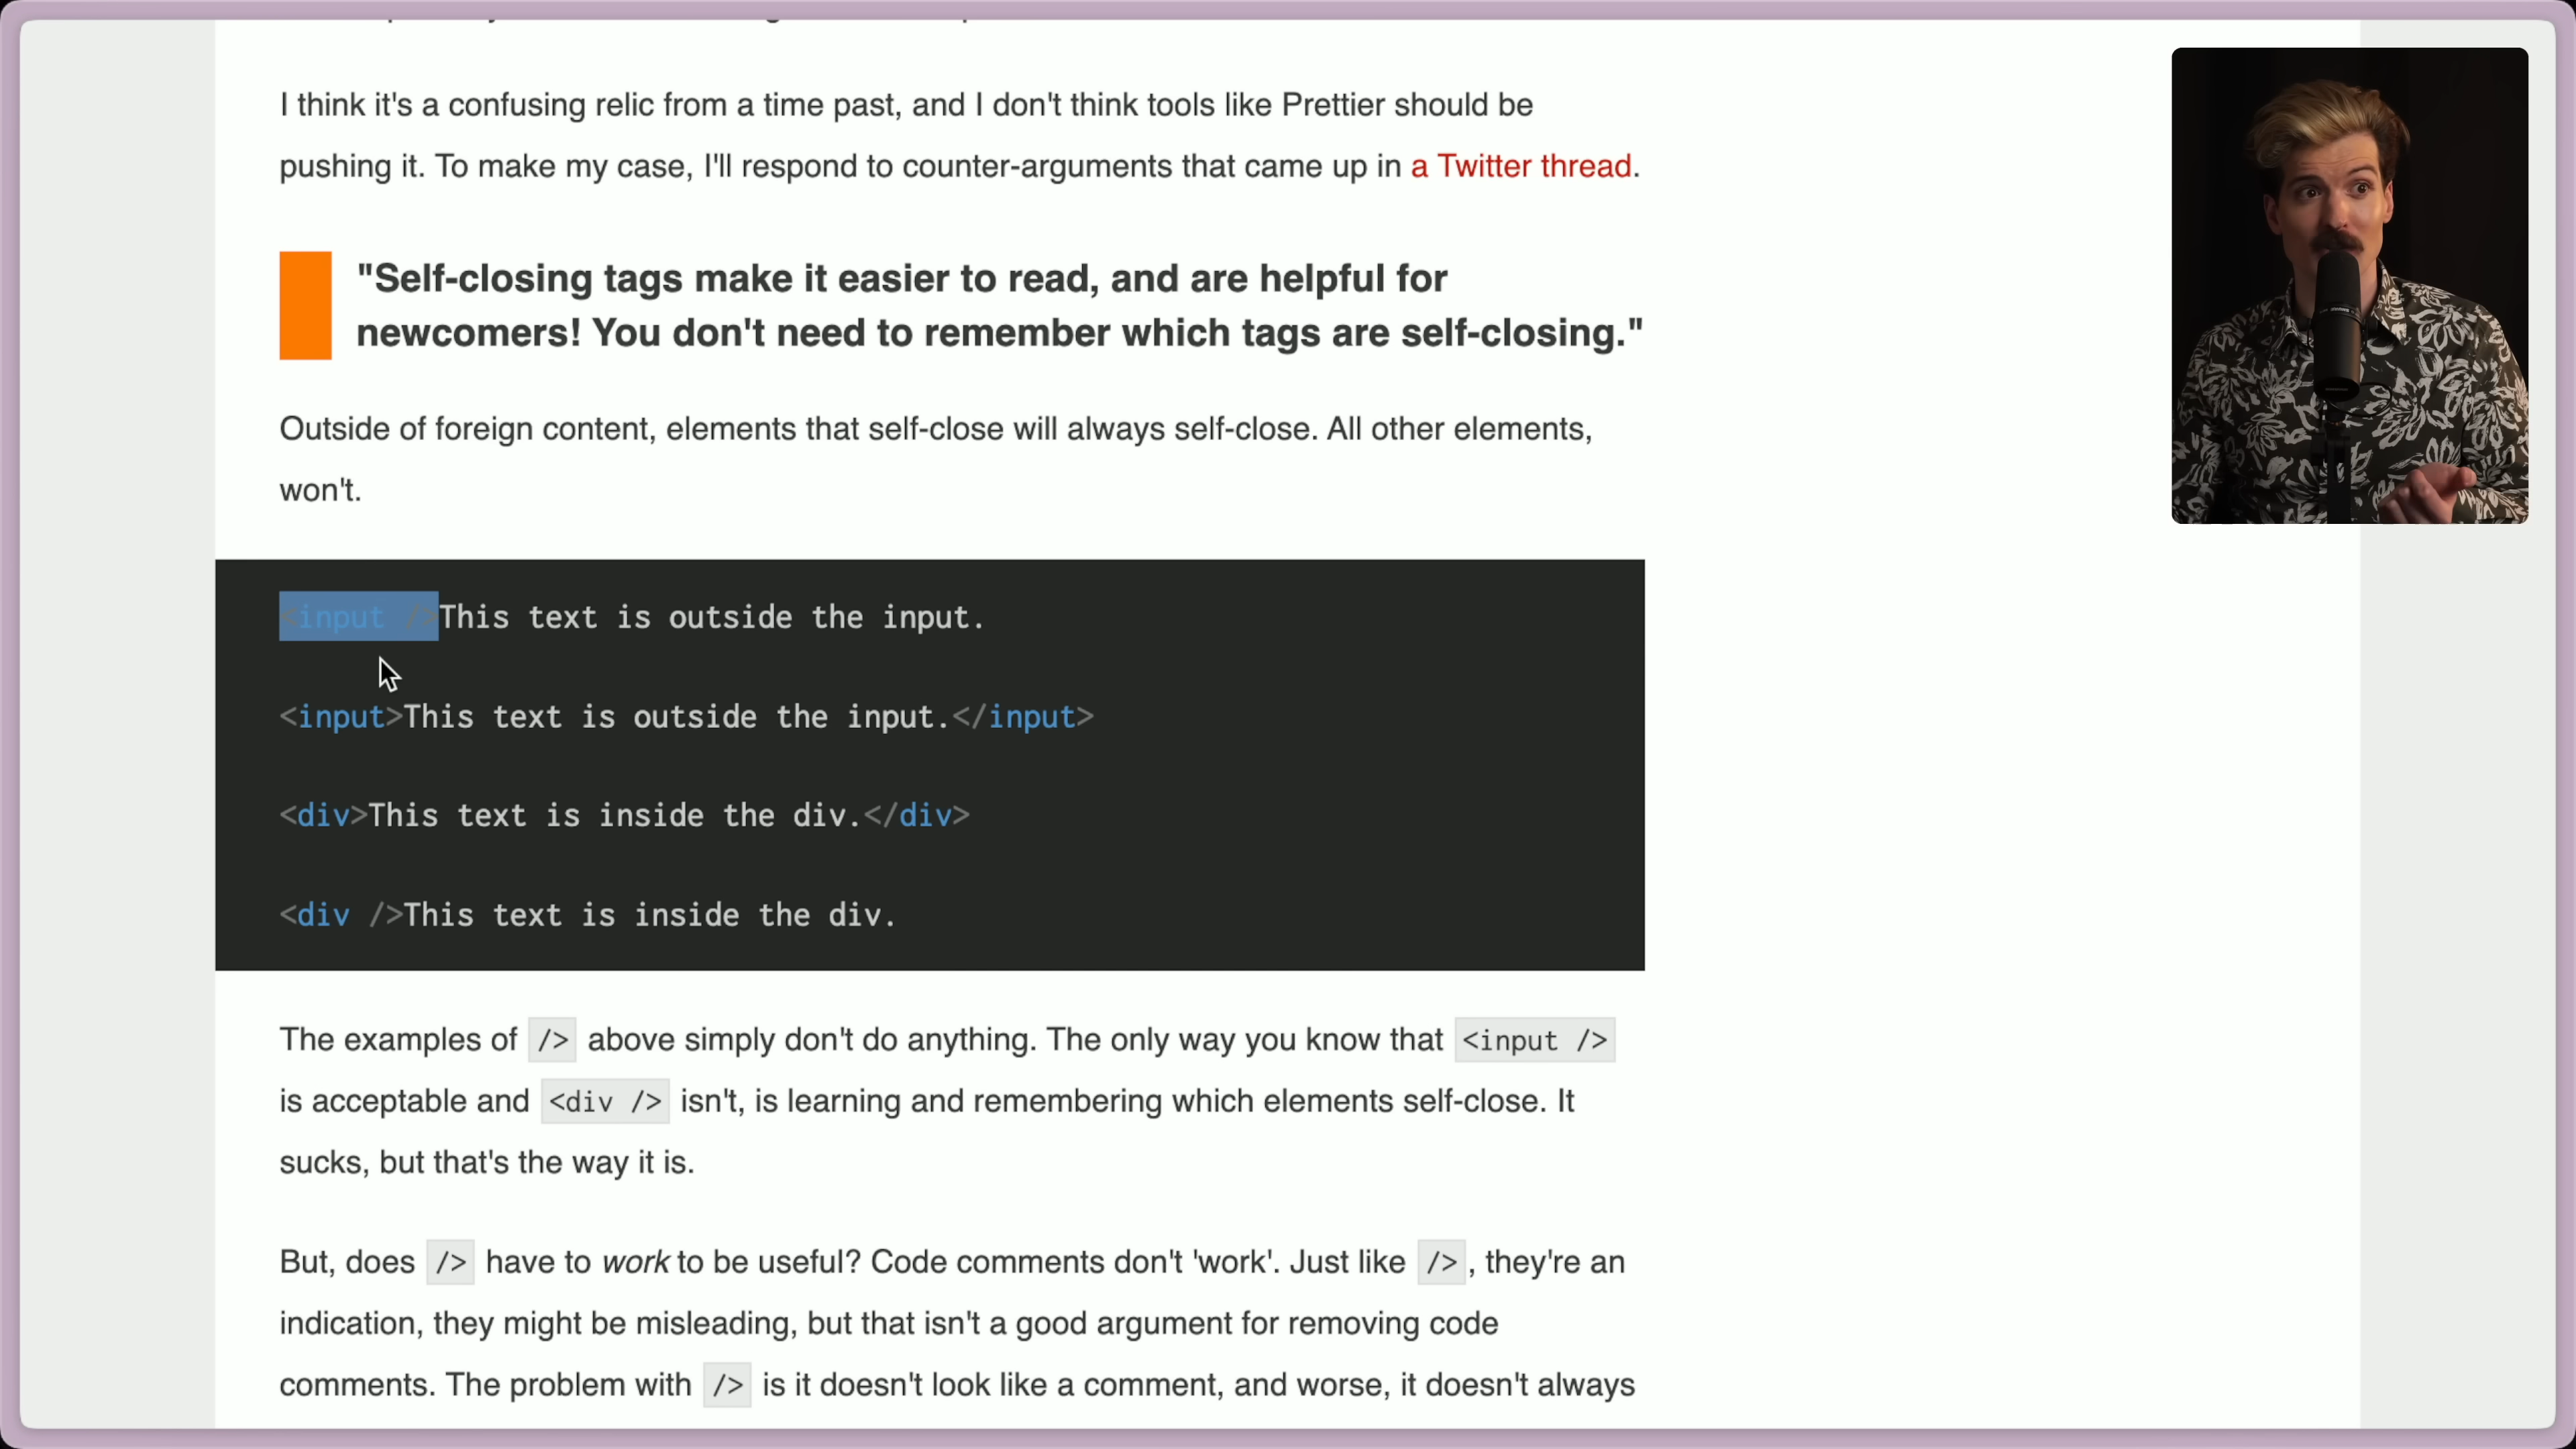 I think it's a confusing relic from a time past, and I don't think tools like Prettier should be
pushing it. To make my case, I'll respond to counter-arguments that came up in a Twitter thread.
"Self-closing tags make it easier to read, and are helpful for
newcomers! You don't need to remember which tags are self-closing."
Outside of foreign content, elements that self-close will always self-close. All other elements,
won't.
<input />This text is outside the input.
<input>This text is outside the input.</input>
<div>This text is inside the div.</div>
<div />This text is inside the div.
The examples of /> above simply don't do anything. The only way you know that <input />
is acceptable and <div /> isn't, is learning and remembering which elements self-close. It
sucks, but that's the way it is.
But, does /> have to work to be useful? Code comments don't 'work'. Just like />, they're an
indication, they might be misleading, but that isn't a good argument for removing code
comments. The problem with /> is it doesn't look like a comment, and worse, it doesn't always